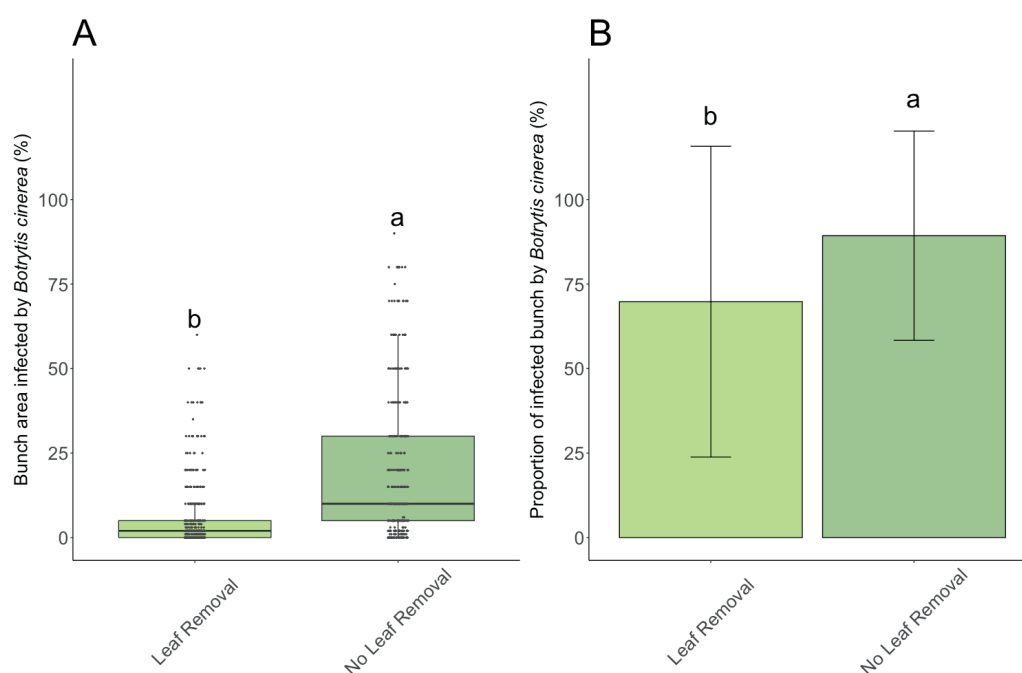 A
Bunch area infected by Botrytis cinerea (%)
100
75
50
25
0
b
a
Leaf Removal
No Leaf Removal
B
Proportion of infected bunch by Botrytis cinerea (%)
100
75
50
25
0
b
a
Leaf Removal
No Leaf Removal